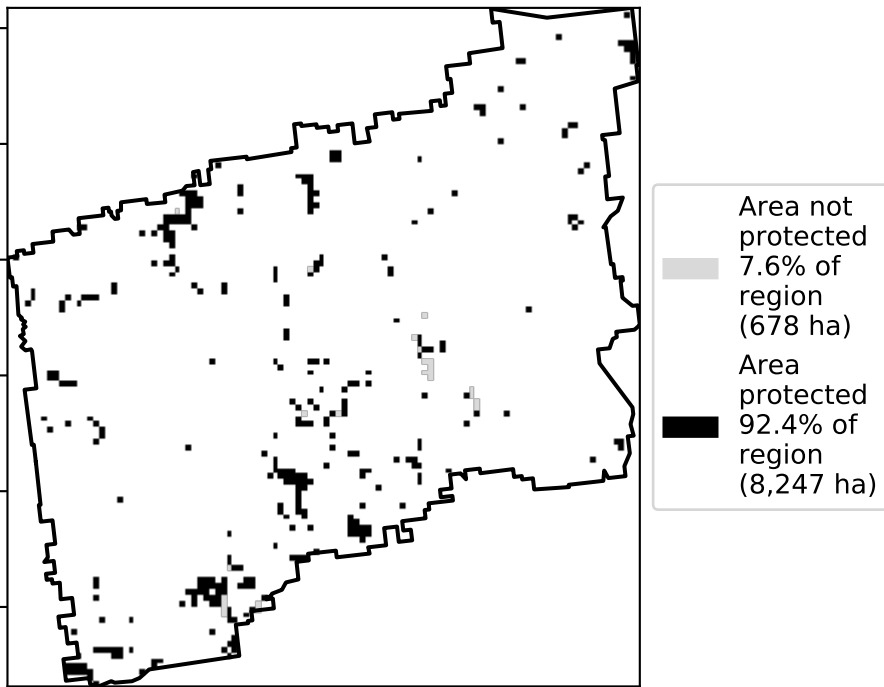 Area not
protected
7.6% of
region
(678 ha)
Area
protected
92.4% of
region
(8,247 ha)